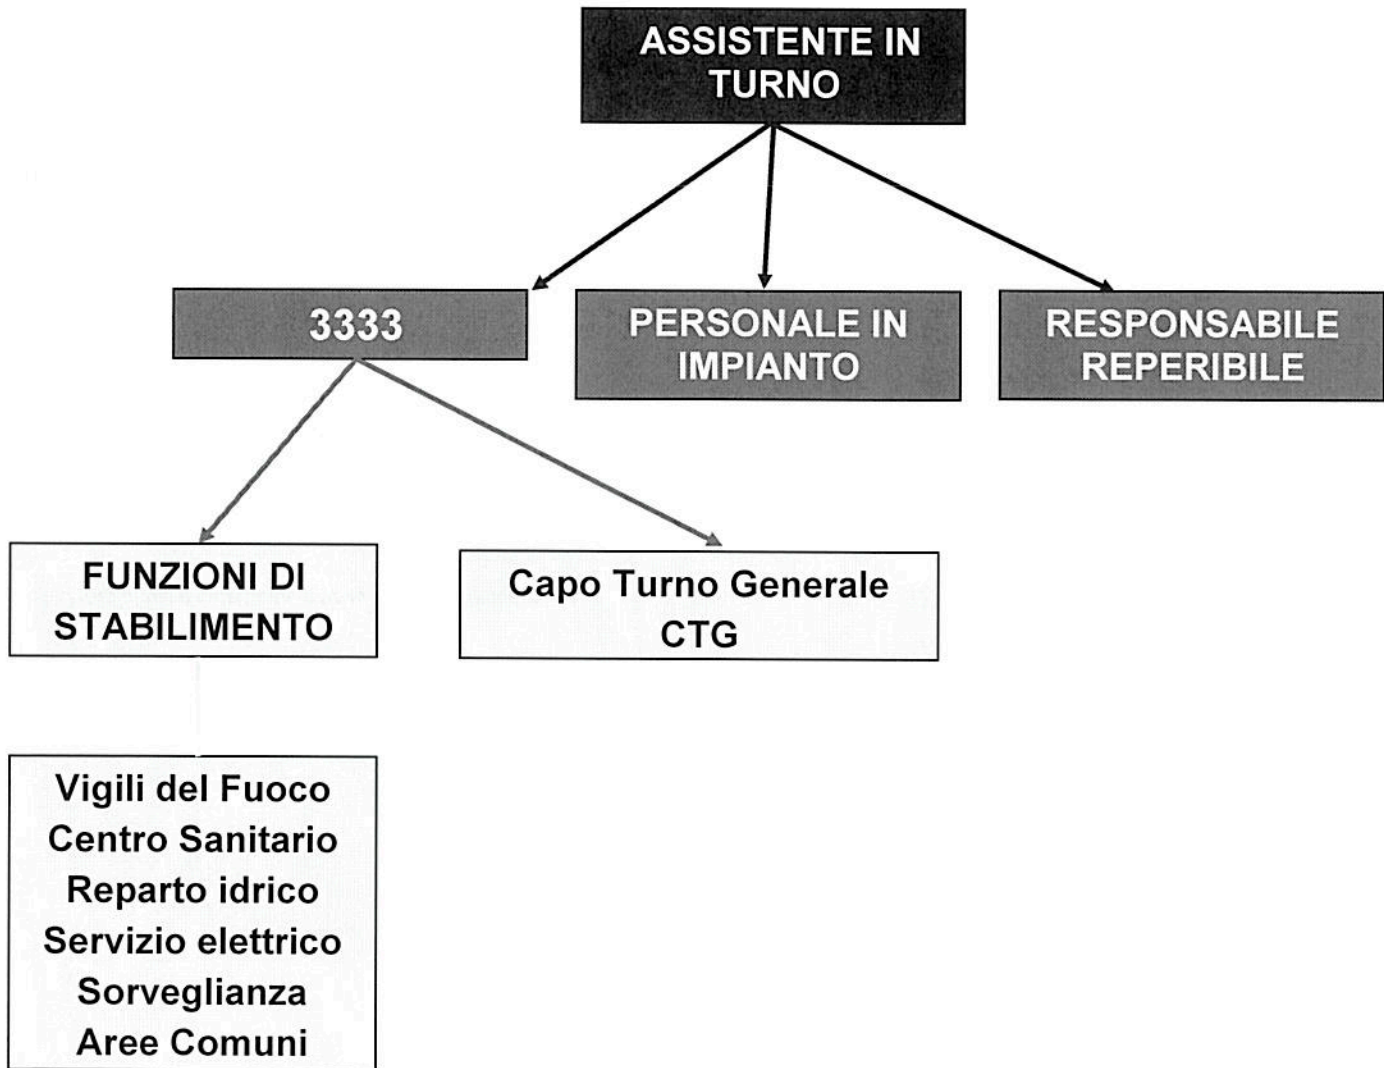 ASSISTENTE IN
TURNO
3333
PERSONALE IN
IMPIANTO
RESPONSABILE
REPERIBILE
FUNZIONI DI
STABILIMENTO
Capo Turno Generale
CTG
Vigili del Fuoco
Centro Sanitario
Reparto idrico
Servizio elettrico
Sorveglianza
Aree Comuni